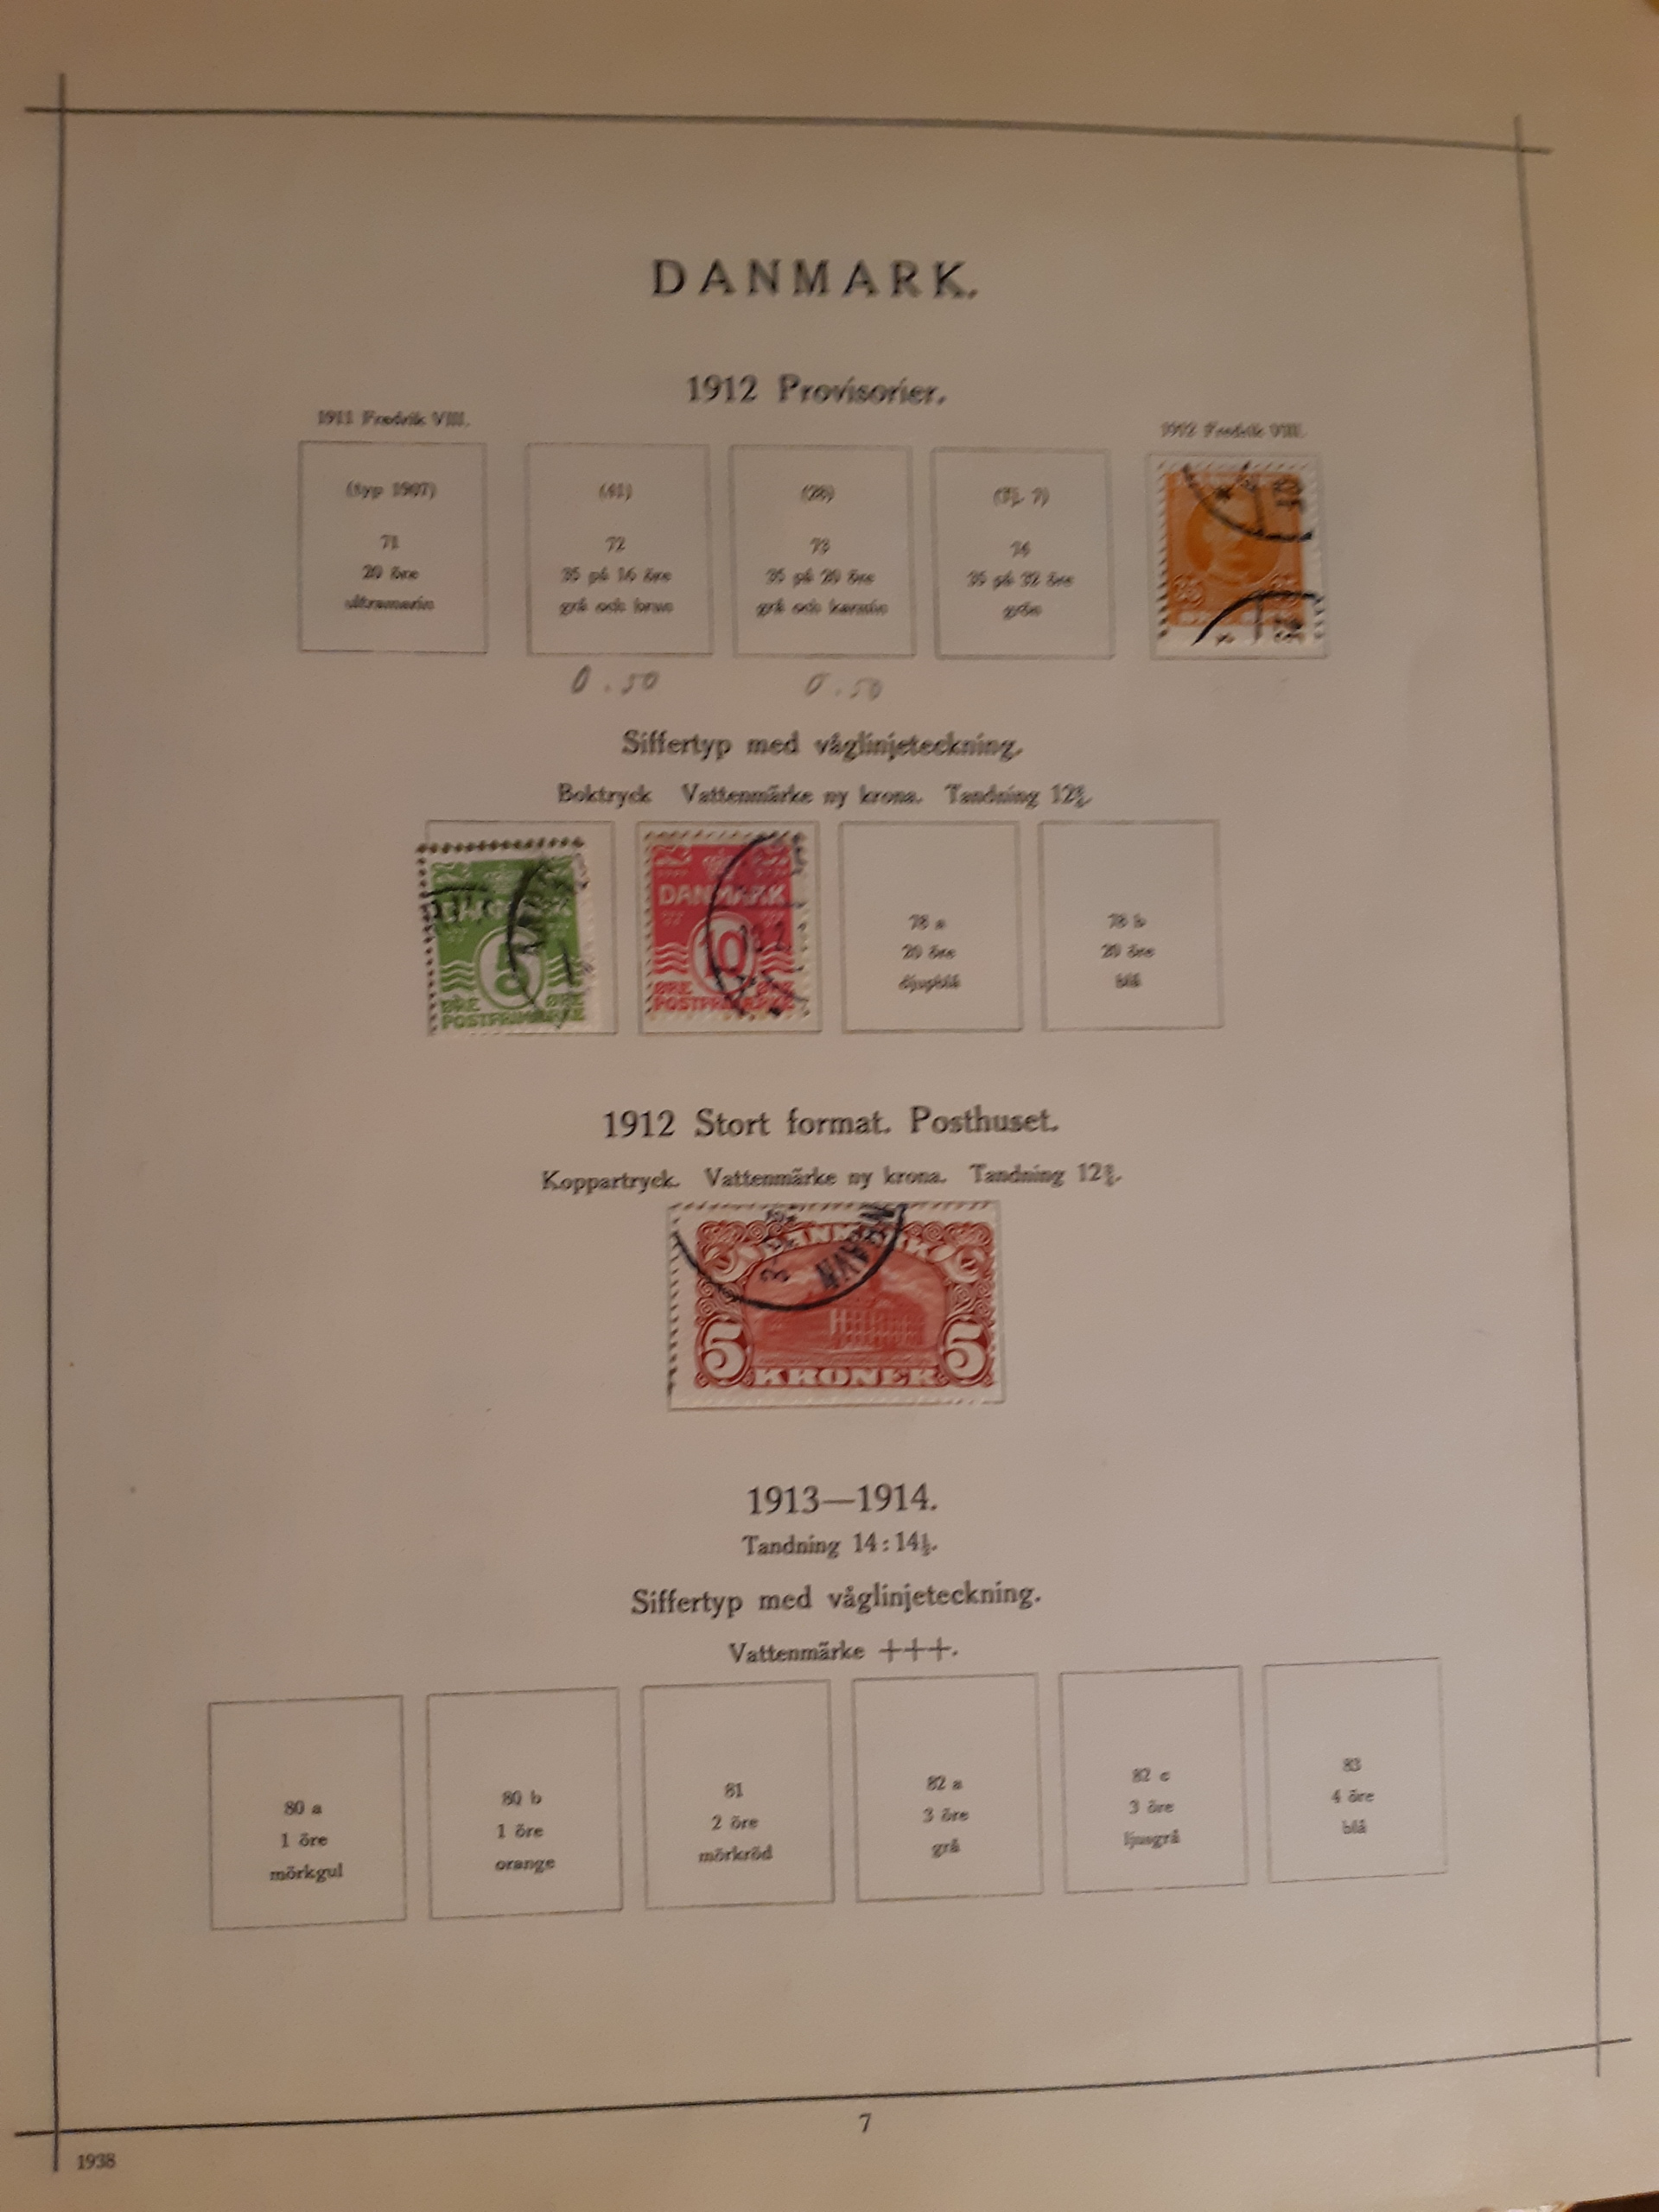 DANMARK.
1912 Provisorier.
1911 Fredrik VIII.
1912 Fredrik VIII.
(typ 1907)
71
20 öre
ultramarin
(41)
72
35 på 16 öre
grå och brun
73
35 på 20 öre
grå och karmin
74
35 på 32 öre
grön
35
0.50
0.50
Siffertyp med våglinjeteckning.
Boktryck Vattenmärke ny krona. Tandning 12¾
DANMARK
5
ØRE ØRE
POSTFRIMÆRKE
DANMARK
10
ØRE ØRE
POSTFRIMÆRKE
78 a
20 öre
djupblå
78 b
20 öre
blå
1912 Stort format. Posthuset.
Koppartryck. Vattenmärke ny krona. Tandning 12¾.
HAVN
DANMARK
5 5
KRONER
1913—1914.
Tandning 14:14½.
Siffertyp med våglinjeteckning.
Vattenmärke +++.
80 a
1 öre
mörkgul
80 b
1 öre
orange
81
2 öre
mörkröd
82 a
3 öre
grå
82 c
3 öre
ljusgrå
83
4 öre
blå
7
1938